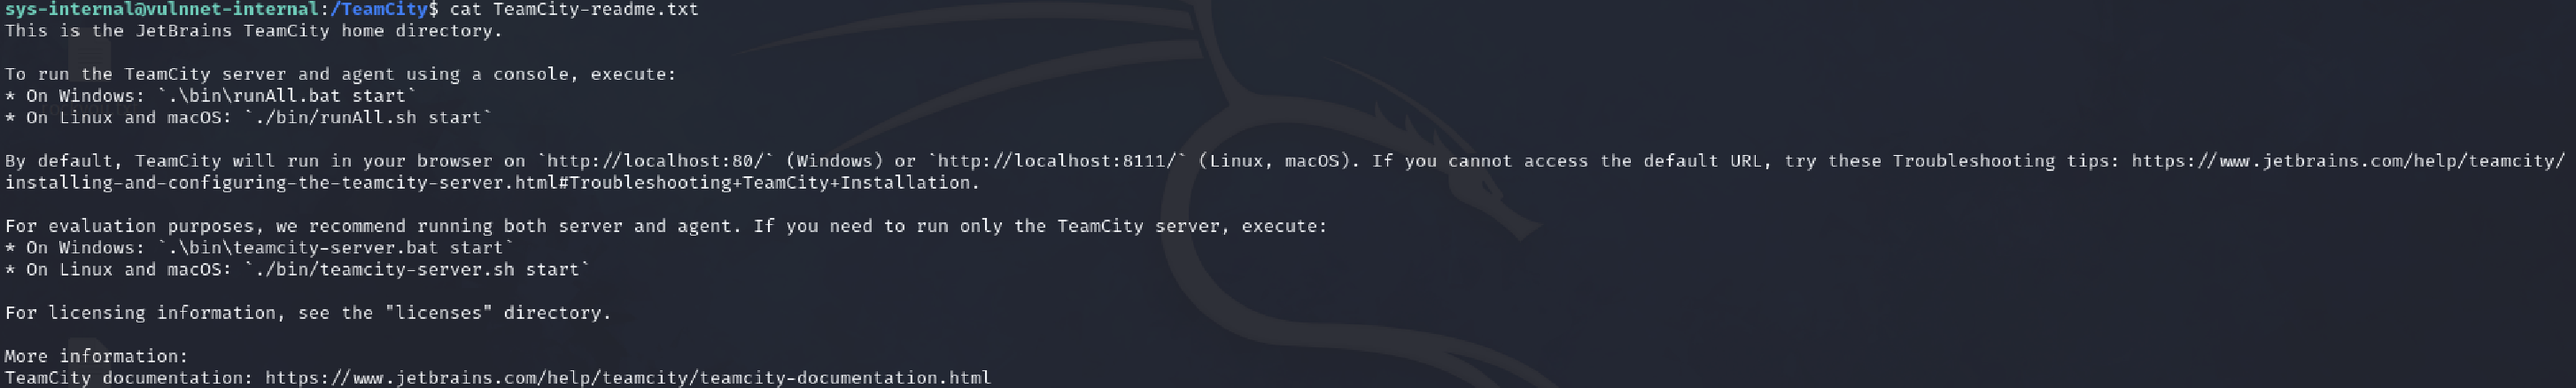 sys-internal@vulnnet-internal:/TeamCity$ cat TeamCity-readme.txt
This is the JetBrains TeamCity home directory.
To run the TeamCity server and agent using a console, execute:
* On Windows: `.\bin\runAll.bat start`
* On Linux and macOS: `./bin/runAll.sh start`
By default, TeamCity will run in your browser on `http://localhost:80/` (Windows) or `http://localhost:8111/` (Linux, macOS). If you cannot access the default URL, try these Troubleshooting tips: https://www.jetbrains.com/help/teamcity/
installing-and-configuring-the-teamcity-server.html#Troubleshooting+TeamCity+Installation.
For evaluation purposes, we recommend running both server and agent. If you need to run only the TeamCity server, execute:
* On Windows: `.\bin\teamcity-server.bat start`
* On Linux and macOS: `./bin/teamcity-server.sh start`
For licensing information, see the "licenses" directory.
More information:
TeamCity documentation: https://www.jetbrains.com/help/teamcity/teamcity-documentation.html